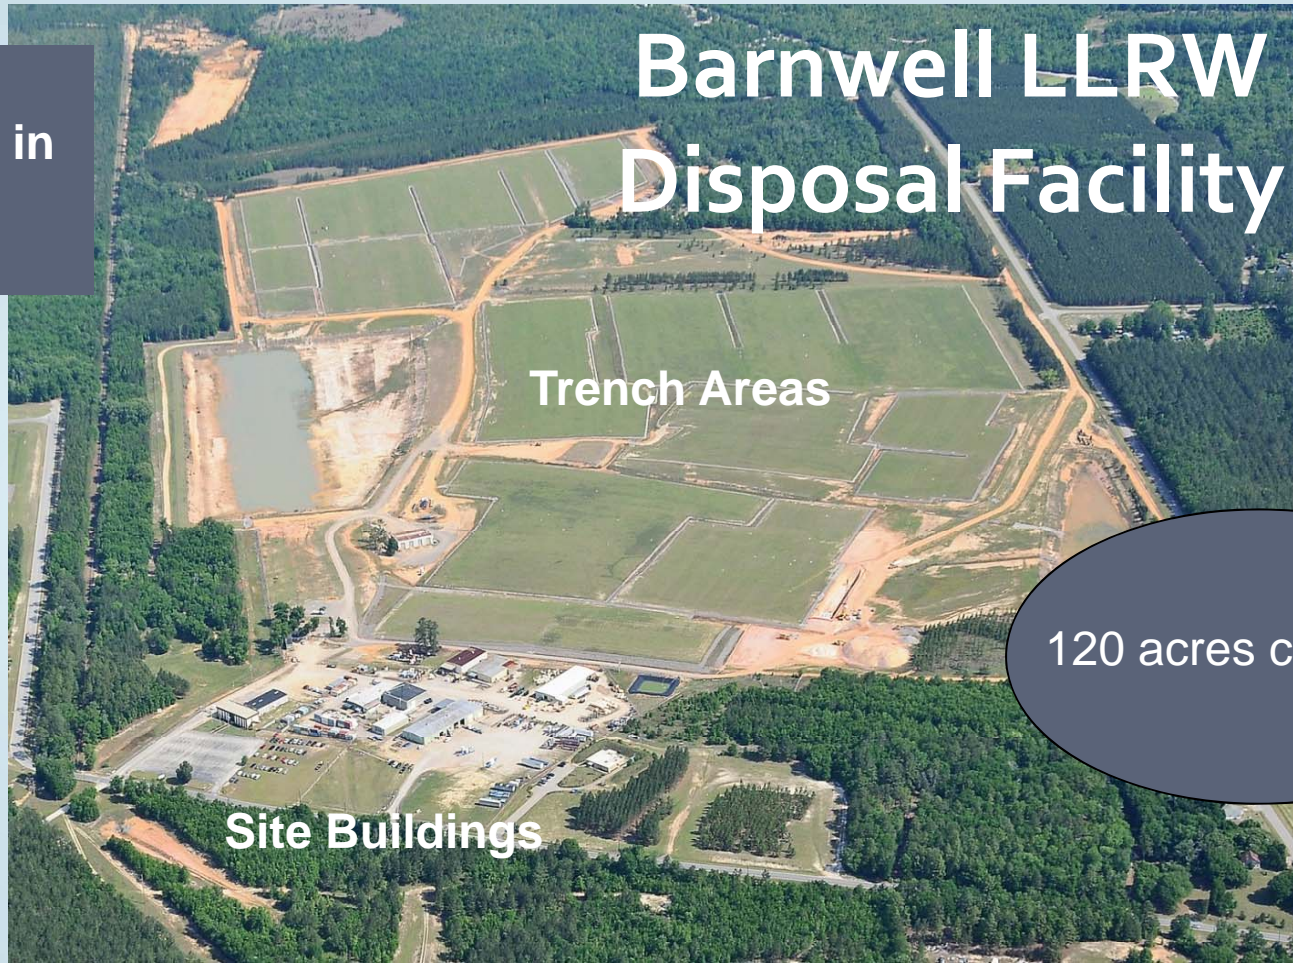 Barnwell LLRW
Disposal Facility
in
Trench Areas
120 acres c
Site Buildings